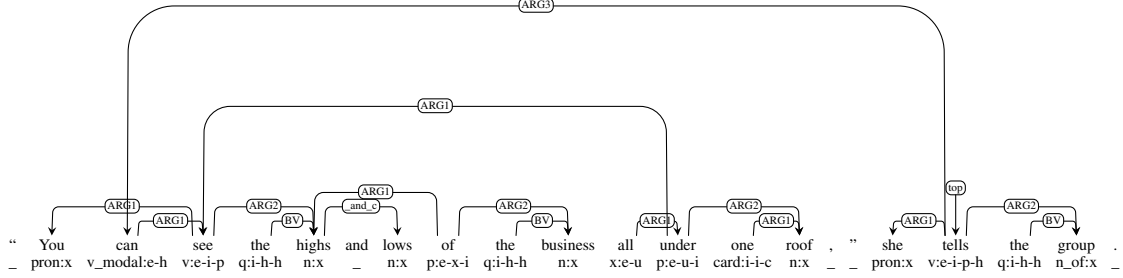 ARG3
ARG1
top
ARG1 _and_c
ARG1 ARG2 ARG2 ARG2 ARG1 ARG2
ARG1 BV BV ARG1 ARG1 BV
“ You can see the highs and lows of the business all under one roof , ” she tells the group .
_ pron:x v_modal:e-h v:e-i-p q:i-h-h n:x _ n:x p:e-x-i q:i-h-h n:x x:e-u p:e-u-i card:i-i-c n:x _ _ pron:x v:e-i-p-h q:i-h-h n_of:x _